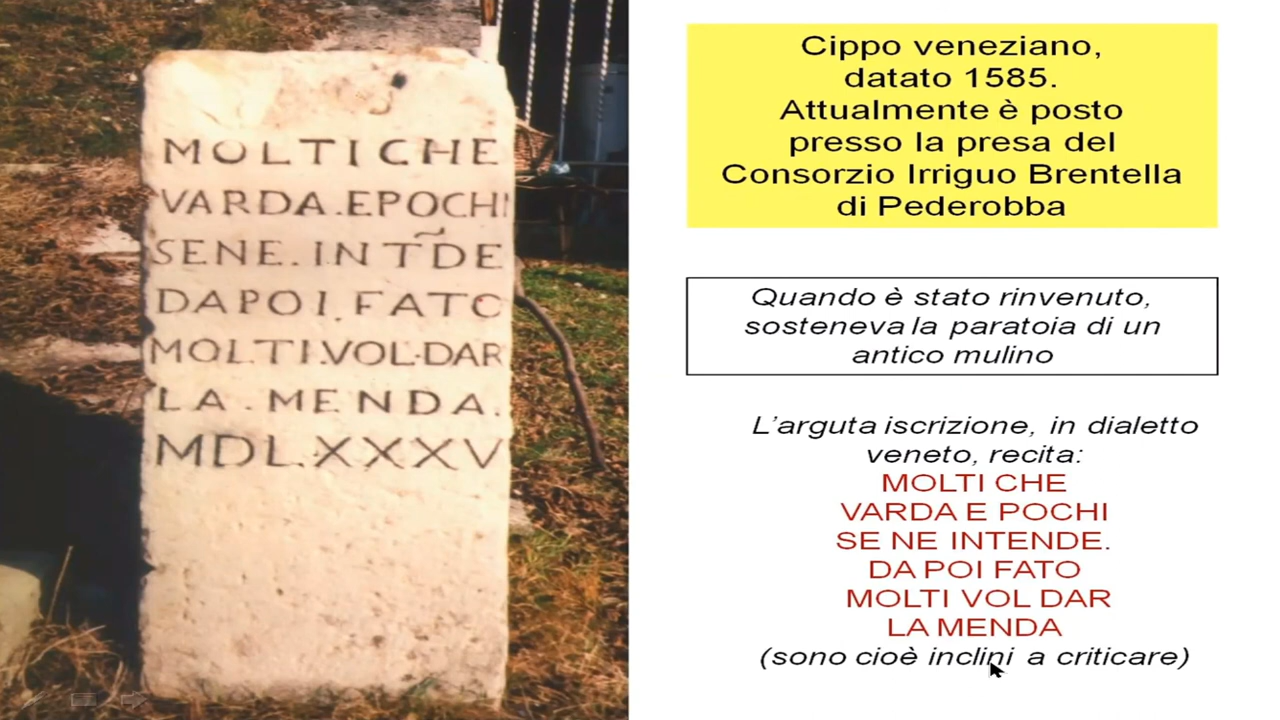 MOLTI CHE
VARDA.E POCHI
SENE.INT̃DE
DAPOI.FATO
MOLTI.VOL.DAR
LA.MENDA.
MDLXXXV
Cippo veneziano,
datato 1585.
Attualmente è posto
presso la presa del
Consorzio Irriguo Brentella
di Pederobba
Quando è stato rinvenuto,
sosteneva la paratoia di un
antico mulino
L'arguta iscrizione, in dialetto
veneto, recita:
MOLTI CHE
VARDA E POCHI
SE NE INTENDE.
DA POI FATO
MOLTI VOL DAR
LA MENDA
(sono cioè inclini a criticare)